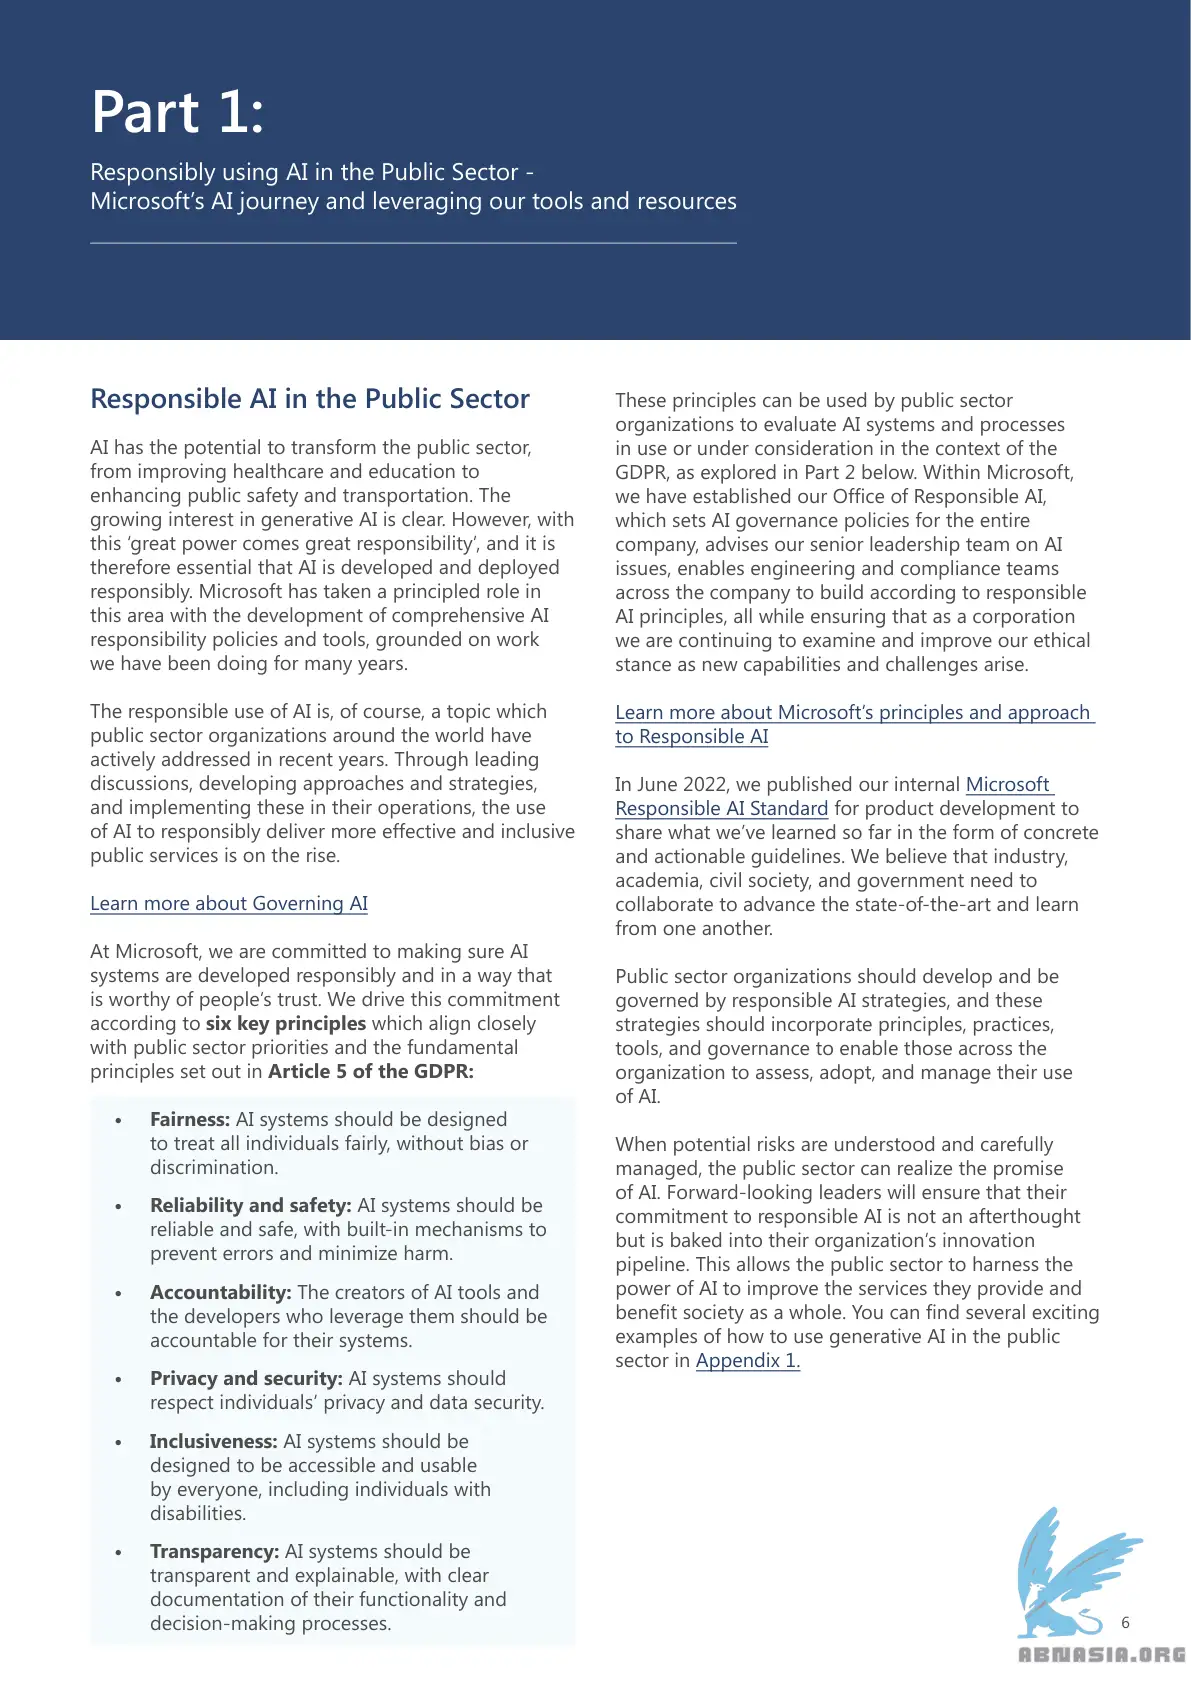 Part 1:
Responsibly using AI in the Public Sector -
Microsoft’s AI journey and leveraging our tools and resources
Responsible AI in the Public Sector
AI has the potential to transform the public sector,
from improving healthcare and education to
enhancing public safety and transportation. The
growing interest in generative AI is clear. However, with
this ‘great power comes great responsibility’, and it is
therefore essential that AI is developed and deployed
responsibly. Microsoft has taken a principled role in
this area with the development of comprehensive AI
responsibility policies and tools, grounded on work
we have been doing for many years.
The responsible use of AI is, of course, a topic which
public sector organizations around the world have
actively addressed in recent years. Through leading
discussions, developing approaches and strategies,
and implementing these in their operations, the use
of AI to responsibly deliver more effective and inclusive
public services is on the rise.
Learn more about Governing AI
At Microsoft, we are committed to making sure AI
systems are developed responsibly and in a way that
is worthy of people’s trust. We drive this commitment
according to six key principles which align closely
with public sector priorities and the fundamental
principles set out in Article 5 of the GDPR:
• Fairness: AI systems should be designed
to treat all individuals fairly, without bias or
discrimination.
• Reliability and safety: AI systems should be
reliable and safe, with built-in mechanisms to
prevent errors and minimize harm.
• Accountability: The creators of AI tools and
the developers who leverage them should be
accountable for their systems.
• Privacy and security: AI systems should
respect individuals’ privacy and data security.
• Inclusiveness: AI systems should be
designed to be accessible and usable
by everyone, including individuals with
disabilities.
• Transparency: AI systems should be
transparent and explainable, with clear
documentation of their functionality and
decision-making processes.
These principles can be used by public sector
organizations to evaluate AI systems and processes
in use or under consideration in the context of the
GDPR, as explored in Part 2 below. Within Microsoft,
we have established our Office of Responsible AI,
which sets AI governance policies for the entire
company, advises our senior leadership team on AI
issues, enables engineering and compliance teams
across the company to build according to responsible
AI principles, all while ensuring that as a corporation
we are continuing to examine and improve our ethical
stance as new capabilities and challenges arise.
Learn more about Microsoft’s principles and approach
to Responsible AI
In June 2022, we published our internal Microsoft
Responsible AI Standard for product development to
share what we’ve learned so far in the form of concrete
and actionable guidelines. We believe that industry,
academia, civil society, and government need to
collaborate to advance the state-of-the-art and learn
from one another.
Public sector organizations should develop and be
governed by responsible AI strategies, and these
strategies should incorporate principles, practices,
tools, and governance to enable those across the
organization to assess, adopt, and manage their use
of AI.
When potential risks are understood and carefully
managed, the public sector can realize the promise
of AI. Forward-looking leaders will ensure that their
commitment to responsible AI is not an afterthought
but is baked into their organization’s innovation
pipeline. This allows the public sector to harness the
power of AI to improve the services they provide and
benefit society as a whole. You can find several exciting
examples of how to use generative AI in the public
sector in Appendix 1.
6
ABNASIA.ORG